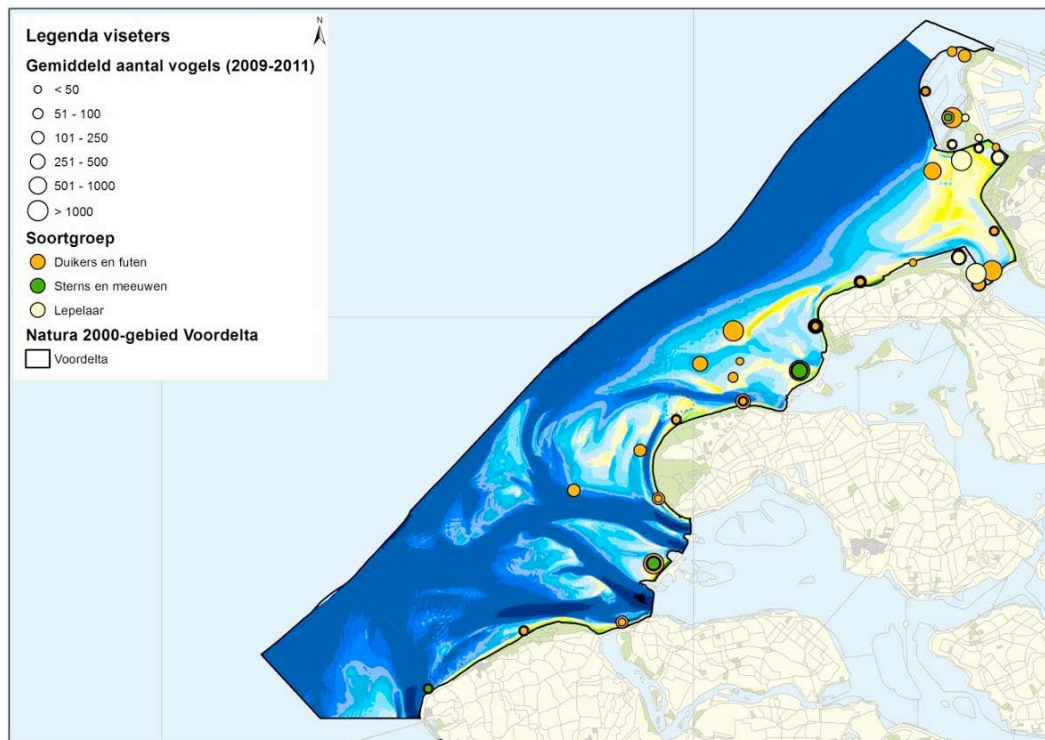 Legenda viseters
N
Gemiddeld aantal vogels (2009-2011)
< 50
51 - 100
101 - 250
251 - 500
501 - 1000
> 1000
Soortgroep
Duikers en futen
Sterns en meeuwen
Lepelaar
Natura 2000-gebied Voordelta
Voordelta